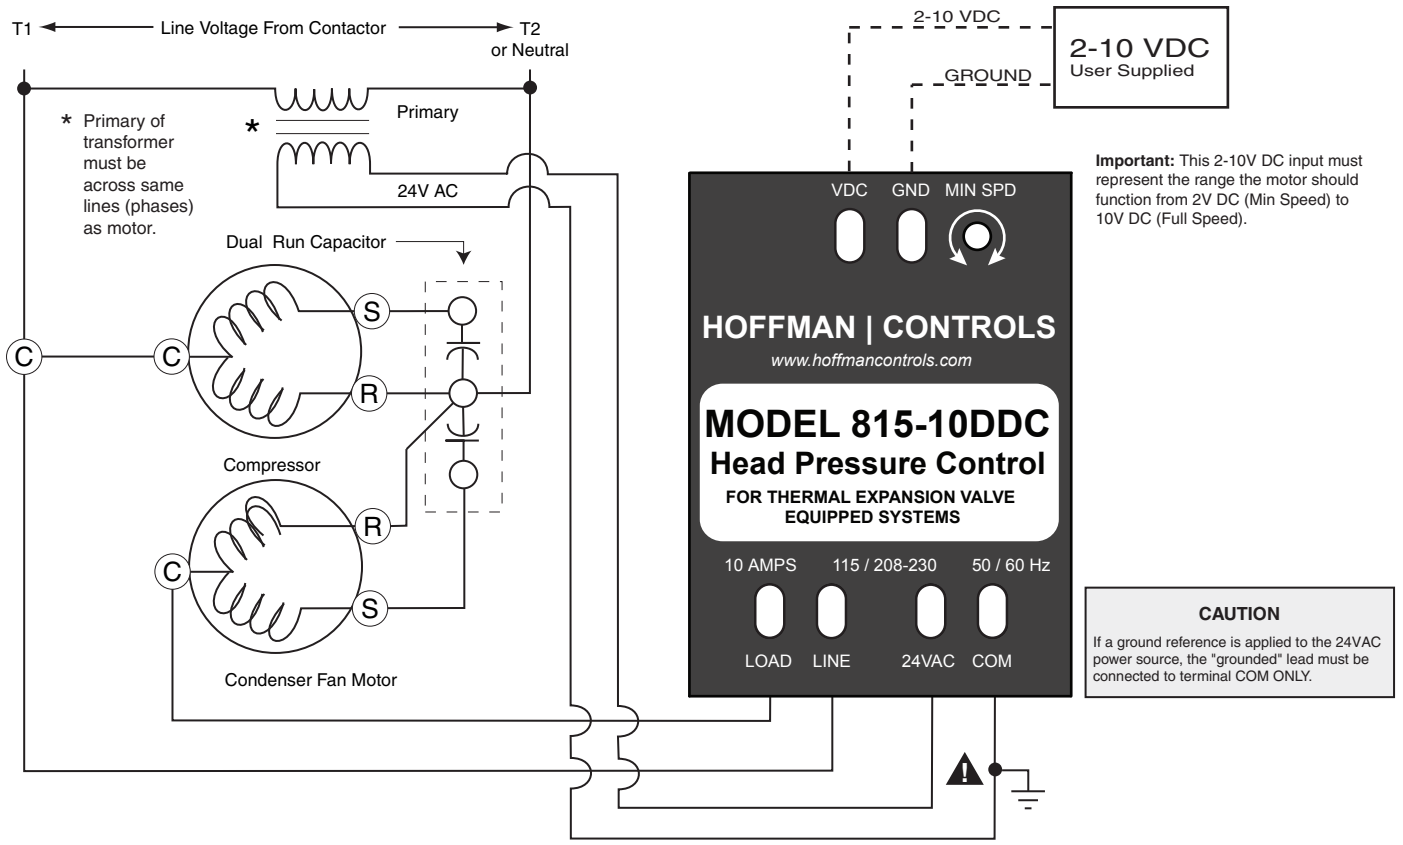 T1
Line Voltage From Contactor
T2
or Neutral
Primary
* Primary of
transformer
must be
across same
lines (phases)
as motor.
*
24V AC
Dual Run Capacitor
S
C
C
R
Compressor
R
C
S
Condenser Fan Motor
2-10 VDC
GROUND
2-10 VDC
User Supplied
Important: This 2-10V DC input must
represent the range the motor should
function from 2V DC (Min Speed) to
10V DC (Full Speed).
VDC GND MIN SPD
HOFFMAN | CONTROLS
www.hoffmancontrols.com
MODEL 815-10DDC
Head Pressure Control
FOR THERMAL EXPANSION VALVE
EQUIPPED SYSTEMS
10 AMPS 115 / 208-230 50 / 60 Hz
LOAD LINE 24VAC COM
CAUTION
If a ground reference is applied to the 24VAC
power source, the "grounded" lead must be
connected to terminal COM ONLY.
!